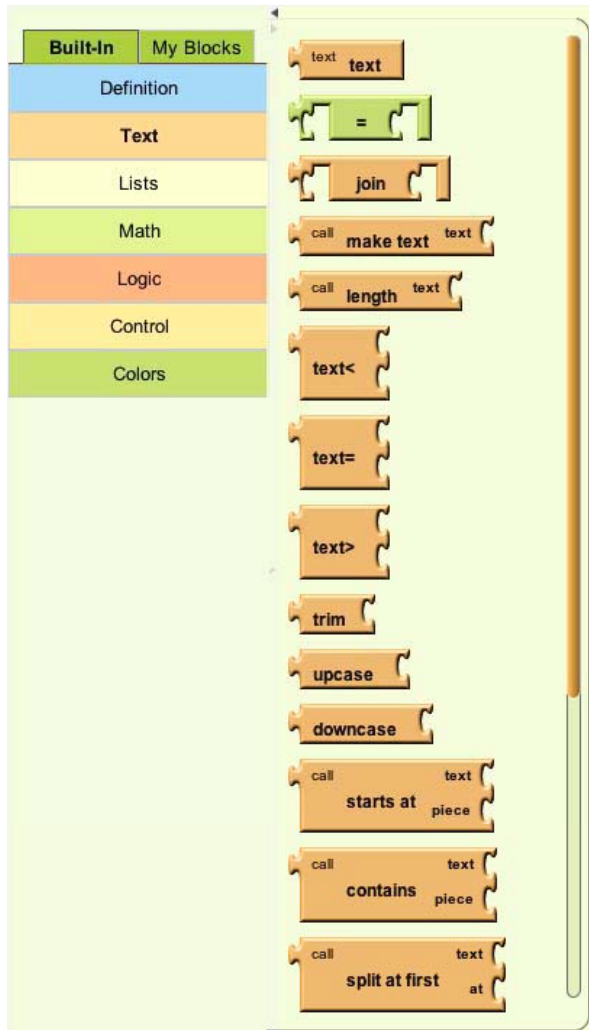 Built-In My Blocks
Definition
Text
Lists
Math
Logic
Control
Colors
text text
=
join
call make text text
call length text
text<
text=
text>
trim
upcase
downcase
call text
starts at piece
call text
contains piece
call text
split at first at